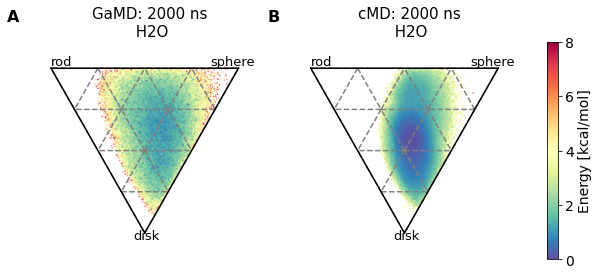 A
GaMD: 2000 ns
H2O
rod
sphere
disk
B
cMD: 2000 ns
H2O
rod
sphere
disk
8
6
4
2
0
Energy [kcal/mol]